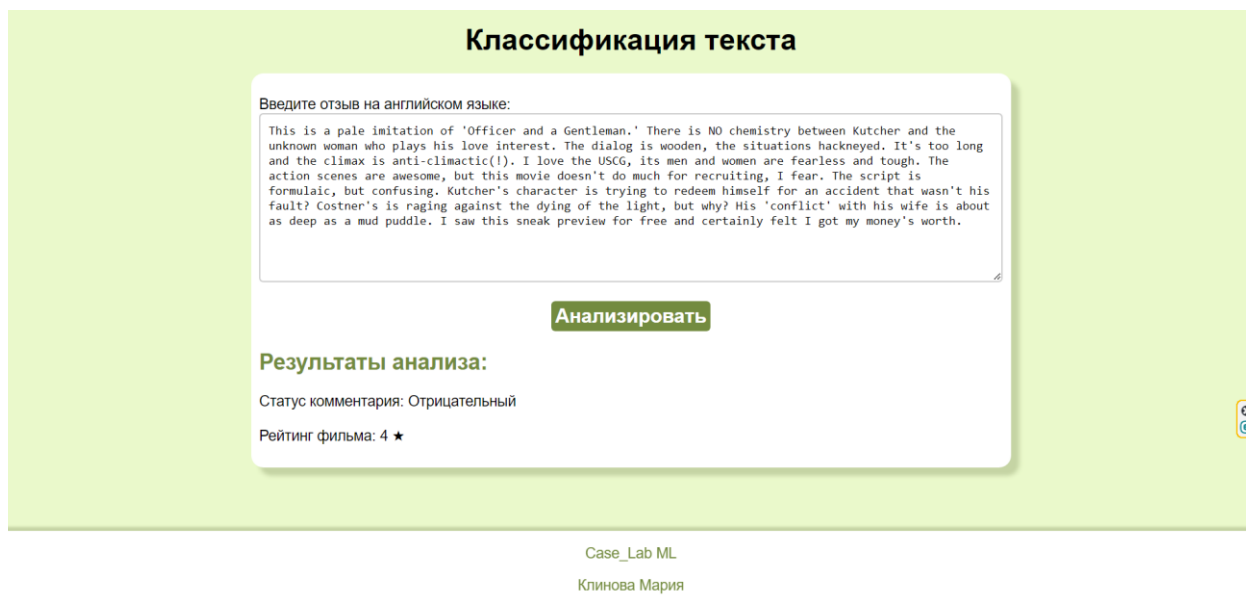 Классификация текста
Введите отзыв на английском языке:
This is a pale imitation of 'Officer and a Gentleman.' There is NO chemistry between Kutcher and the
unknown woman who plays his love interest. The dialog is wooden, the situations hackneyed. It's too long
and the climax is anti-climactic(!). I love the USCG, its men and women are fearless and tough. The
action scenes are awesome, but this movie doesn't do much for recruiting, I fear. The script is
formulaic, but confusing. Kutcher's character is trying to redeem himself for an accident that wasn't his
fault? Costner's is raging against the dying of the light, but why? His 'conflict' with his wife is about
as deep as a mud puddle. I saw this sneak preview for free and certainly felt I got my money's worth.
Анализировать
Результаты анализа:
Статус комментария: Отрицательный
Рейтинг фильма: 4 ★
Case_Lab ML
Клинова Мария